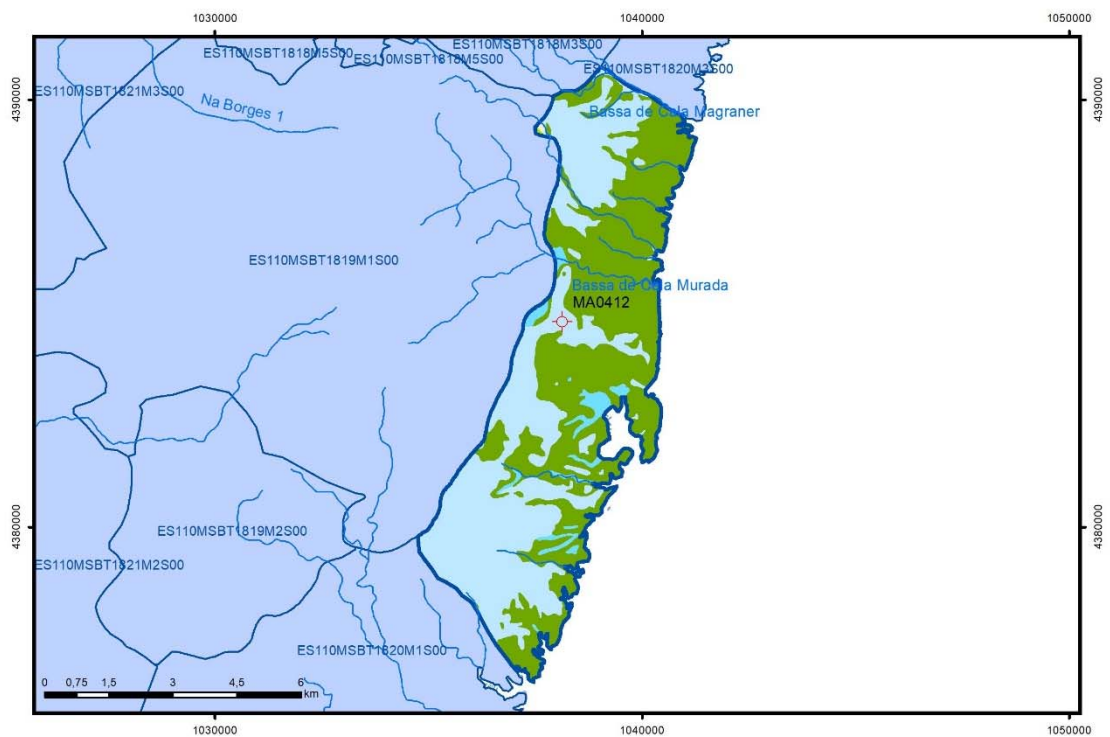 1030000
1040000
1050000
ES110MSBT1818M3S00
ES110MSBT1818M5S00
ES110MSBT1818M5S00
ES110MSBT1820M3S00
ES110MSBT1821M3S00
4390000
4390000
Na Borges 1
Bassa de Cala Magraner
ES110MSBT1819M1S00
Bassa de Cala Murada
MA0412
4380000
4380000
ES110MSBT1819M2S00
ES110MSBT1821M2S00
ES110MSBT1820M1S00
0 0,75 1,5 3 4,5 6
km
1030000
1040000
1050000